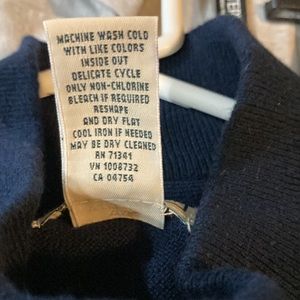 MACHINE WASH COLD
WITH LIKE COLORS
INSIDE OUT
DELICATE CYCLE
ONLY NON-CHLORINE
BLEACH IF REQUIRED
RESHAPE
AND DRY FLAT
COOL IRON IF NEEDED
MAY BE DRY CLEANED
RN 71341
VN 1008732
CA 04754